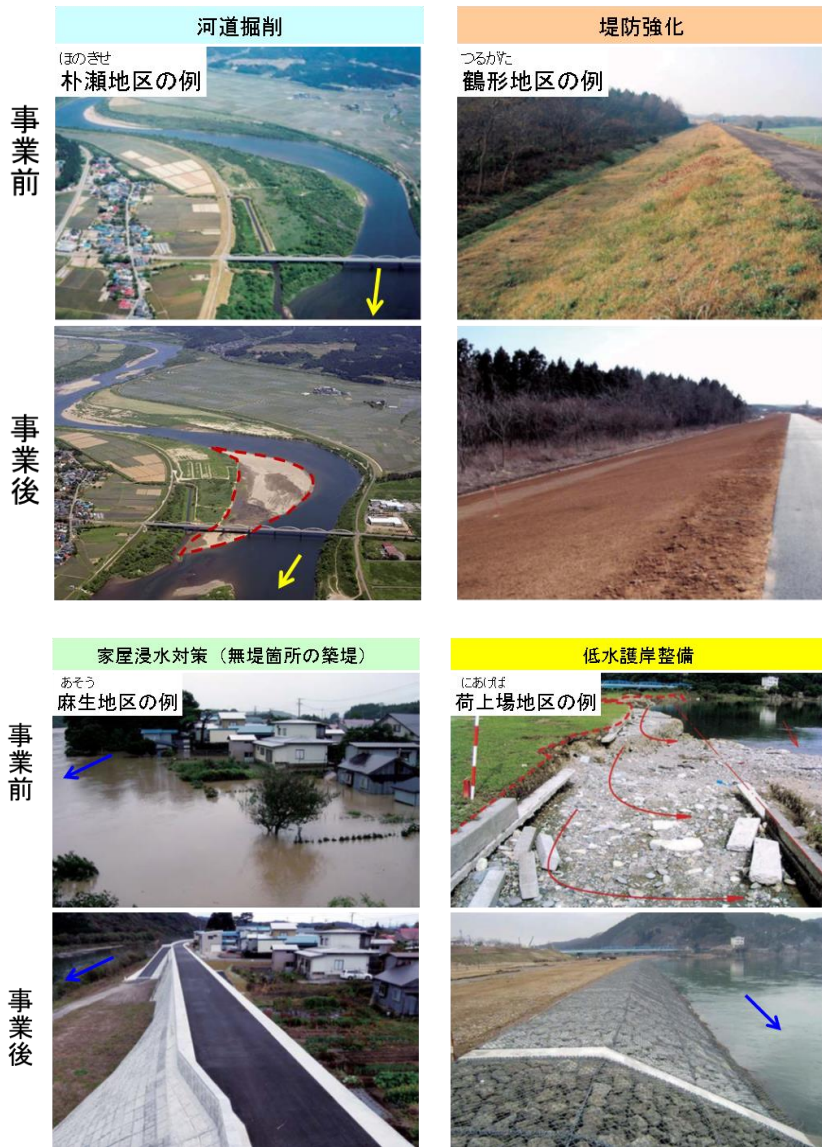 河道掘削
堤防強化
ほのきせ
朴瀬地区の例
つるがた
鶴形地区の例
事業前
事業後
家屋浸水対策（無堤箇所の築堤）
低水護岸整備
あそう
麻生地区の例
にあげば
荷上場地区の例
事業前
事業後